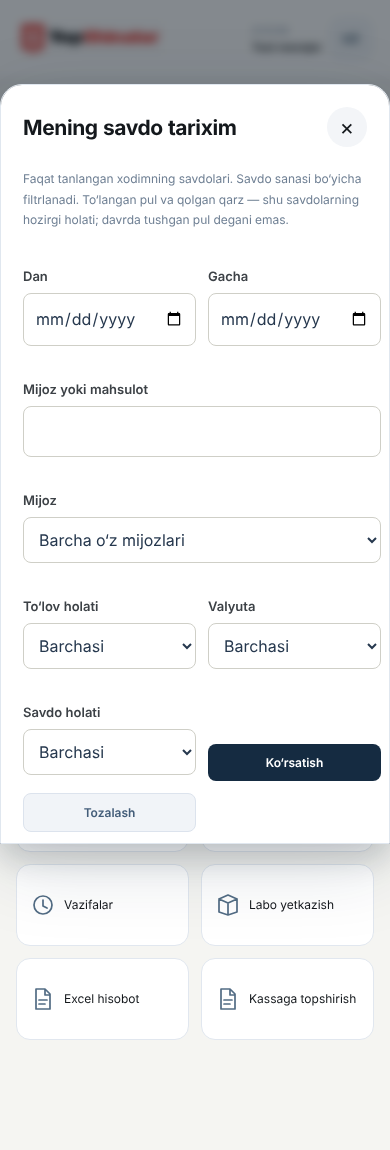 Mening savdo tarixim
Faqat tanlangan xodimning savdolari. Savdo sanasi bo‘yicha
filtrlanadi. To‘langan pul va qolgan qarz — shu savdolarning
hozirgi holati; davrda tushgan pul degani emas.
Dan Gacha
mm/dd/yyyy mm/dd/yyyy
Mijoz yoki mahsulot
Mijoz
Barcha o‘z mijozlari
To‘lov holati Valyuta
Barchasi Barchasi
Savdo holati
Barchasi Ko‘rsatish
Tozalash
Vazifalar Labo yetkazish
Excel hisobot Kassaga topshirish